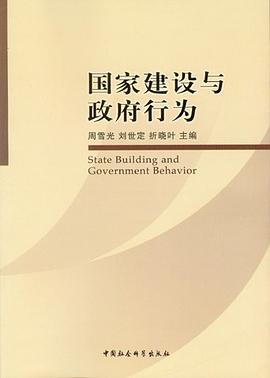 国家建设与
政府行为
周雪光 刘世定 折晓叶 主编
State Building and
Government Behavior
中国社会科学出版社